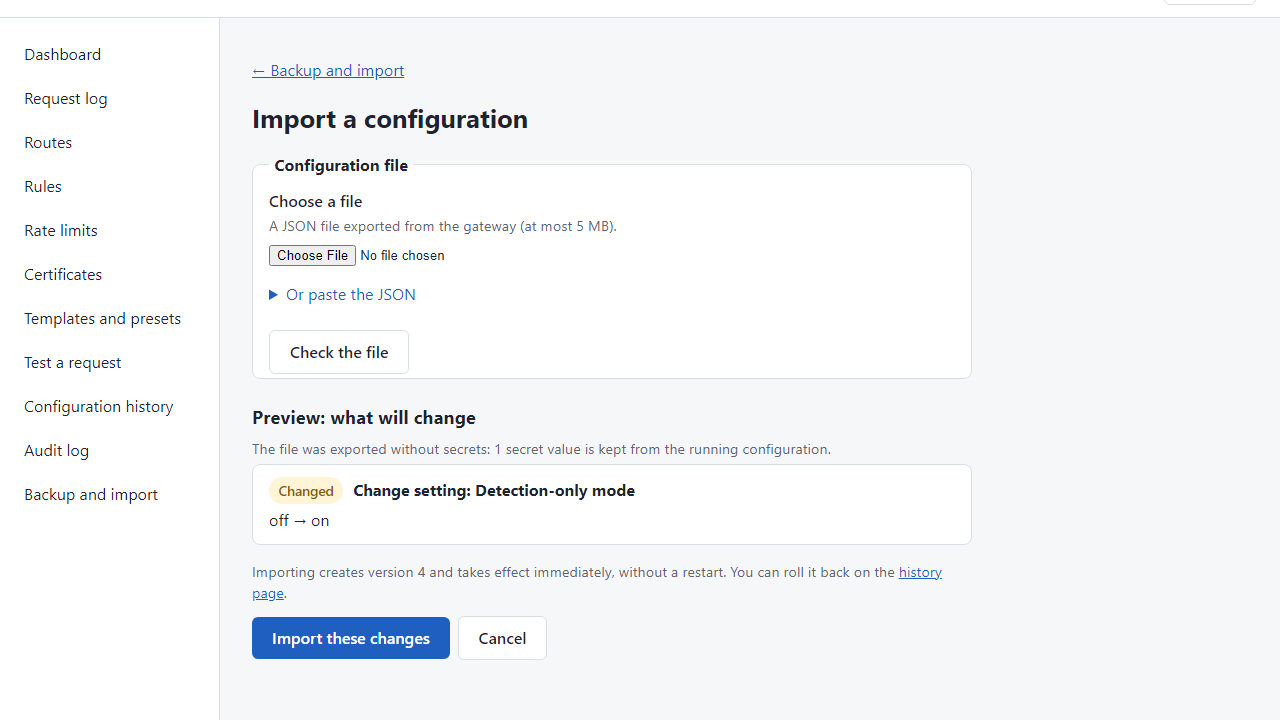 Dashboard
Request log
Routes
Rules
Rate limits
Certificates
Templates and presets
Test a request
Configuration history
Audit log
Backup and import
← Backup and import
Import a configuration
Configuration file
Choose a file
A JSON file exported from the gateway (at most 5 MB).
Choose File No file chosen
Or paste the JSON
Check the file
Preview: what will change
The file was exported without secrets: 1 secret value is kept from the running configuration.
Changed Change setting: Detection-only mode
off → on
Importing creates version 4 and takes effect immediately, without a restart. You can roll it back on the history
page.
Import these changes Cancel